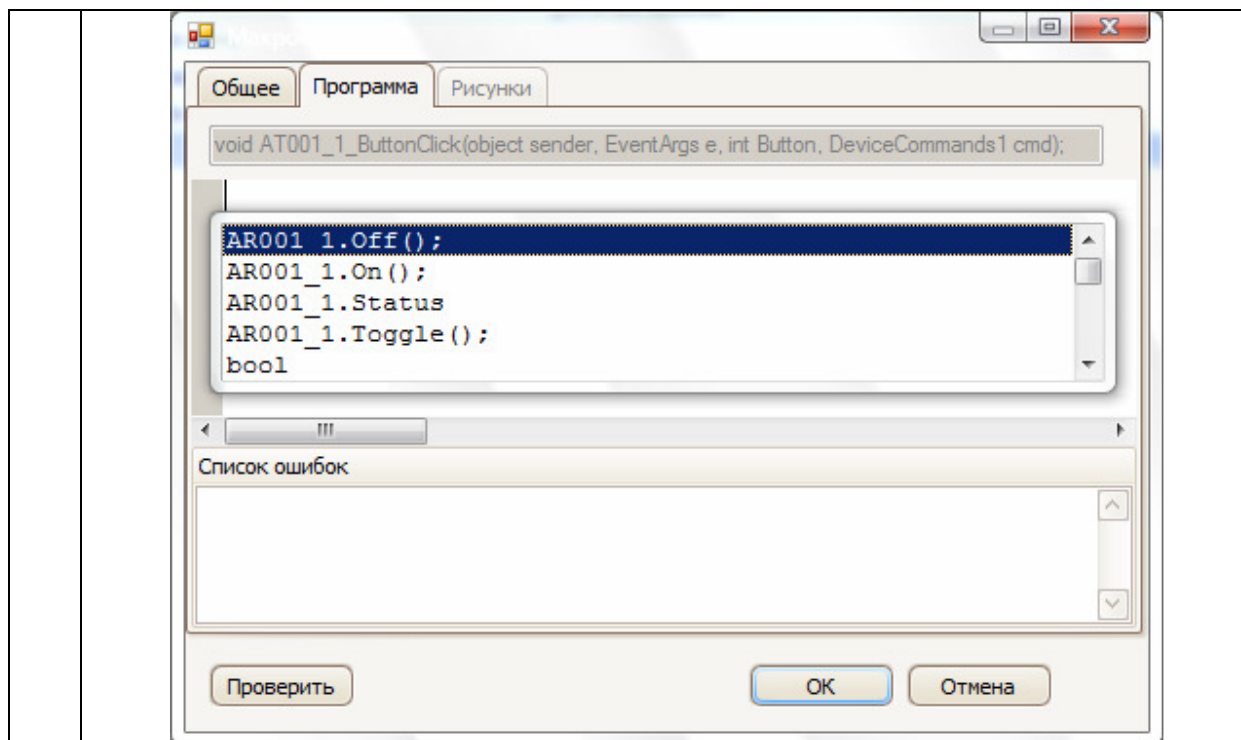 Общее Программа Рисунки
void AT001_1_ButtonClick(object sender, EventArgs e, int Button, DeviceCommands1 cmd);
AR001_1.Off();
AR001_1.On();
AR001_1.Status
AR001_1.Toggle();
bool
Список ошибок
Проверить OK Отмена